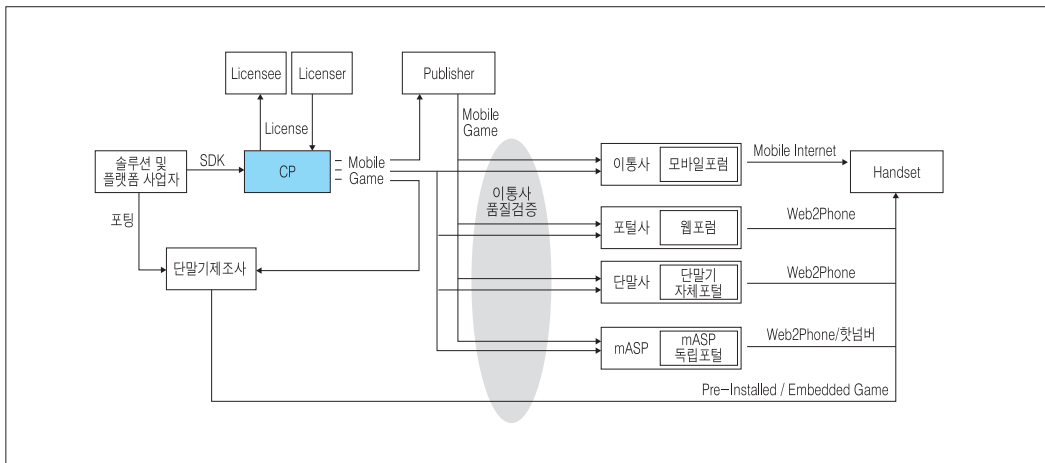 Licensee
Licenser
Publisher
License
Mobile
Game
솔루션 및
플랫폼 사업자
SDK
CP
Mobile
Game
이통사
품질검증
이통사
모바일포럼
Mobile Internet
Handset
포팅
포털사
웹포럼
Web2Phone
단말기제조사
단말사
단말기
자체포털
Web2Phone
mASP
mASP
독립포털
Web2Phone/핫넘버
Pre-Installed / Embedded Game